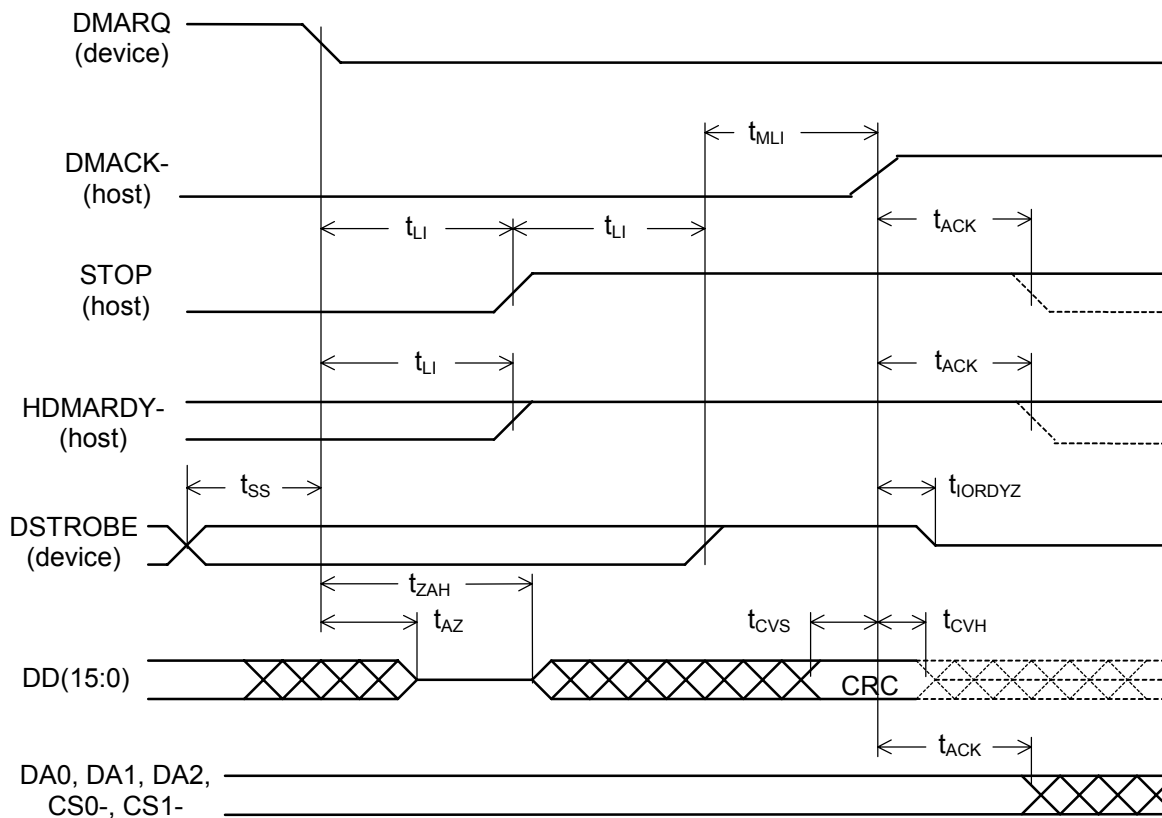 DMARQ
(device)
tMLI
DMACK-
(host)
tLI
tLI
tACK
STOP
(host)
tLI
tACK
HDMARDY-
(host)
tSS
tIORDYZ
DSTROBE
(device)
tZAH
tAZ
tCVS
tCVH
DD(15:0)
CRC
tACK
DA0, DA1, DA2,
CS0-, CS1-